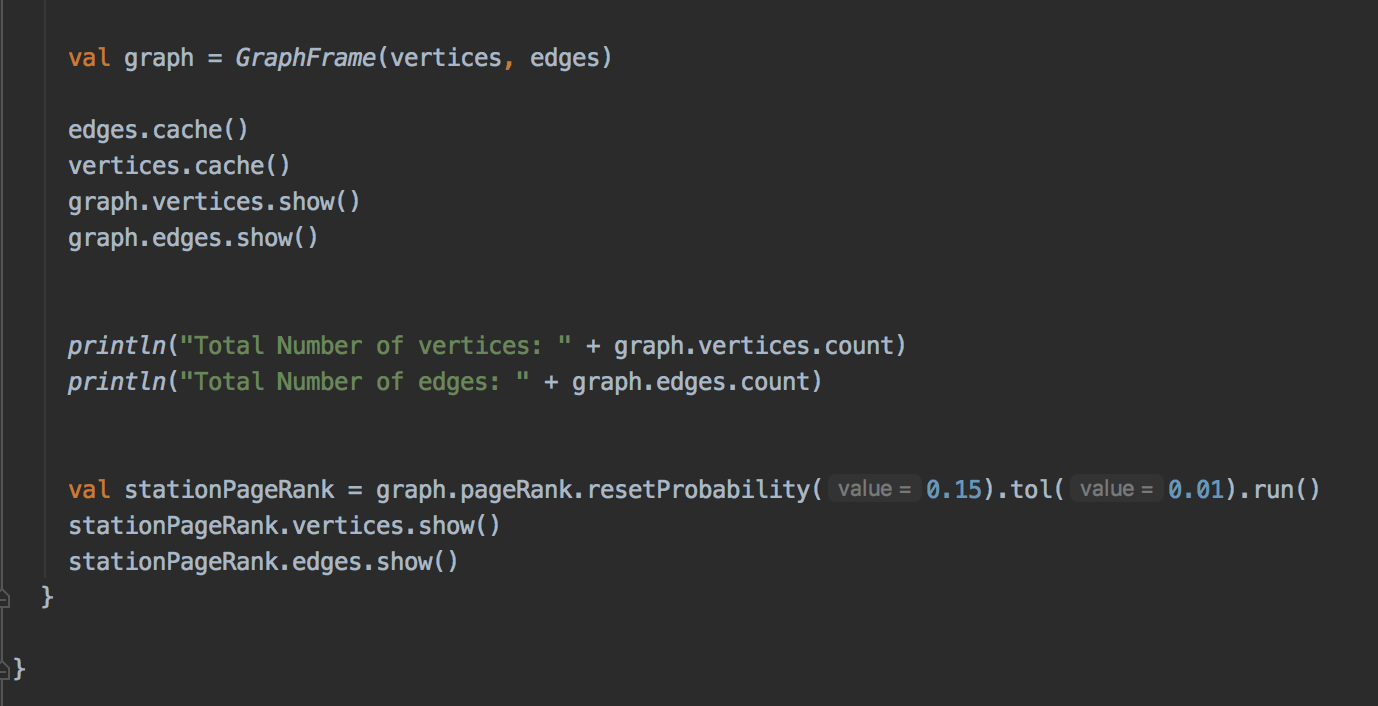 val graph = GraphFrame(vertices, edges)
edges.cache()
vertices.cache()
graph.vertices.show()
graph.edges.show()
println("Total Number of vertices: " + graph.vertices.count)
println("Total Number of edges: " + graph.edges.count)
val stationPageRank = graph.pageRank.resetProbability( value = 0.15).tol( value = 0.01).run()
stationPageRank.vertices.show()
stationPageRank.edges.show()
}
}